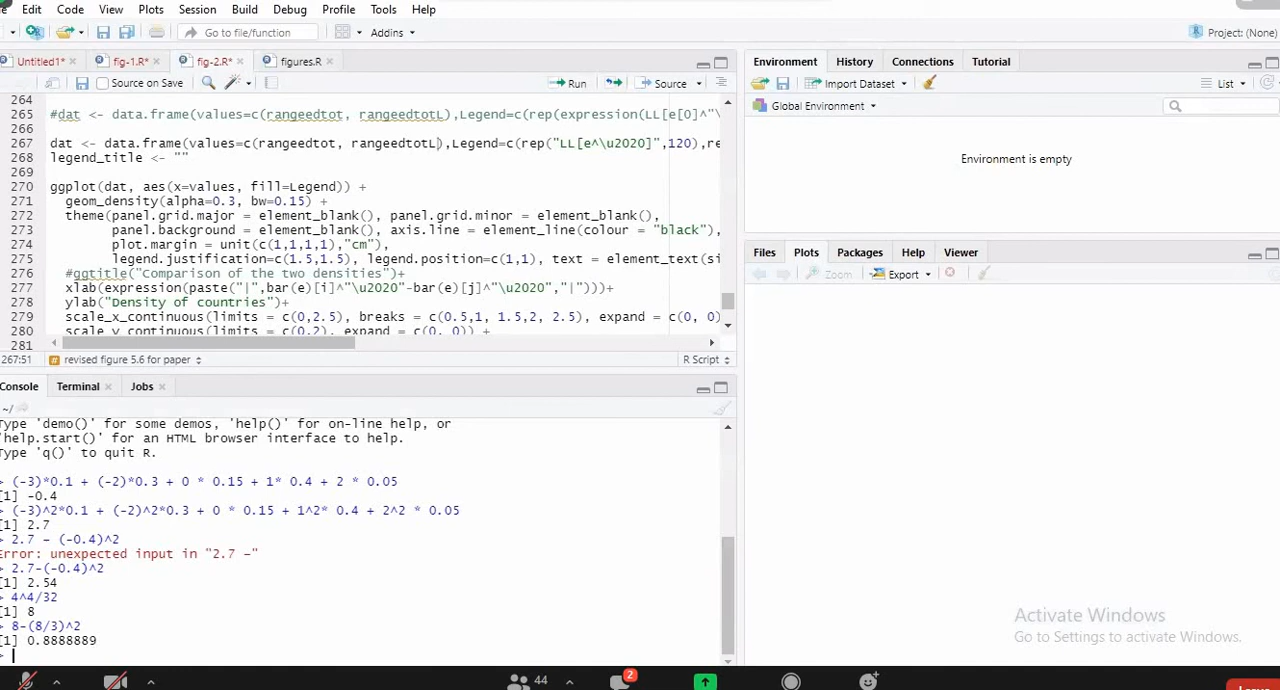 Edit Code View Plots Session Build Debug Profile Tools Help
Go to file/function Addins Project: (None)
Untitled1* fig-1.R* fig-2.R* figures.R
Source on Save Run Source
264
265 #dat <- data.frame(values=c(rangeedtot, rangeedtotL),Legend=c(rep(expression(LL[e[0]^"\
266
267 dat <- data.frame(values=c(rangeedtot, rangeedtotL),Legend=c(rep("LL[e^\u2020]",120),re
268 legend_title <- ""
269
270 ggplot(dat, aes(x=values, fill=Legend)) +
271 geom_density(alpha=0.3, bw=0.15) +
272 theme(panel.grid.major = element_blank(), panel.grid.minor = element_blank(),
273 panel.background = element_blank(), axis.line = element_line(colour = "black"),
274 plot.margin = unit(c(1,1,1,1),"cm"),
275 legend.justification=c(1.5,1.5), legend.position=c(1,1), text = element_text(si
276 #ggtitle("Comparison of the two densities")+
277 xlab(expression(paste("|",bar(e)[i]^"\u2020"-bar(e)[j]^"\u2020","|")))+
278 ylab("Density of countries")+
279 scale_x_continuous(limits = c(0,2.5), breaks = c(0.5,1, 1.5,2, 2.5), expand = c(0, 0)
280 scale_y_continuous(limits = c(0,2), expand = c(0, 0)) +
281
267:51 # revised figure 5.6 for paper R Script
Console Terminal Jobs
~/
Type 'demo()' for some demos, 'help()' for on-line help, or
'help.start()' for an HTML browser interface to help.
Type 'q()' to quit R.
> (-3)*0.1 + (-2)*0.3 + 0 * 0.15 + 1* 0.4 + 2 * 0.05
[1] -0.4
> (-3)^2*0.1 + (-2)^2*0.3 + 0 * 0.15 + 1^2* 0.4 + 2^2 * 0.05
[1] 2.7
> 2.7 – (-0.4)^2
Error: unexpected input in "2.7 –"
> 2.7-(-0.4)^2
[1] 2.54
> 4^4/32
[1] 8
> 8-(8/3)^2
[1] 0.8888889
>
Environment History Connections Tutorial
Import Dataset List
Global Environment
Environment is empty
Files Plots Packages Help Viewer
Zoom Export
Activate Windows
Go to Settings to activate Windows.
44 2